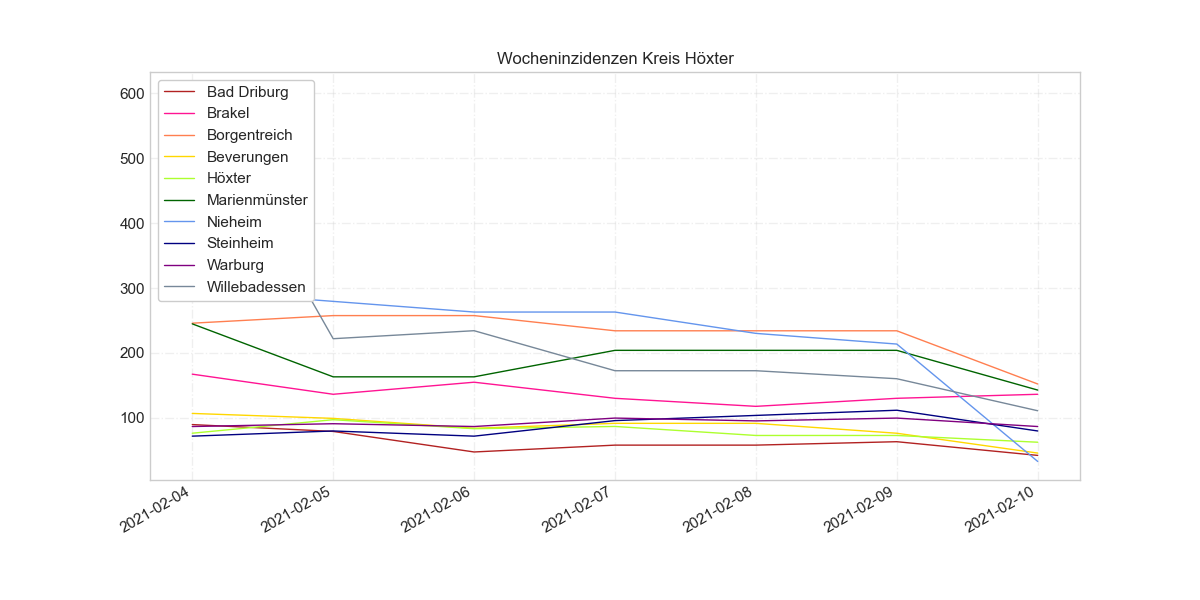 Wocheninzidenzen Kreis Höxter
600
500
400
300
200
100
Bad Driburg
Brakel
Borgentreich
Beverungen
Höxter
Marienmünster
Nieheim
Steinheim
Warburg
Willebadessen
2021-02-04
2021-02-05
2021-02-06
2021-02-07
2021-02-08
2021-02-09
2021-02-10